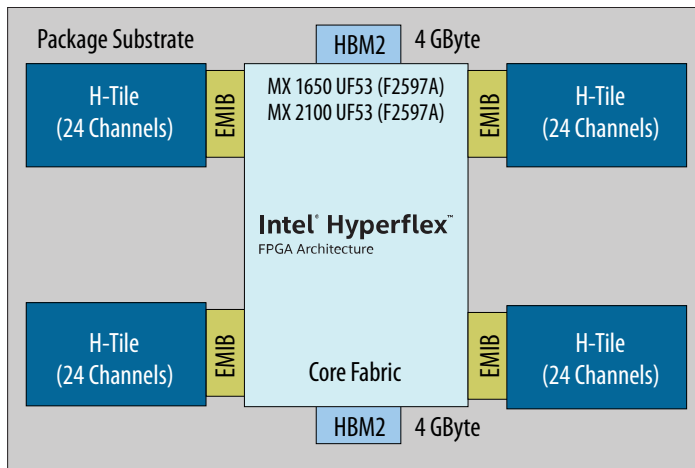 Package Substrate
HBM2
4 GByte
H-Tile
(24 Channels)
EMIB
MX 1650 UF53 (F2597A)
MX 2100 UF53 (F2597A)
EMIB
H-Tile
(24 Channels)
Intel® Hyperflex™
FPGA Architecture
H-Tile
(24 Channels)
EMIB
Core Fabric
EMIB
H-Tile
(24 Channels)
HBM2
4 GByte